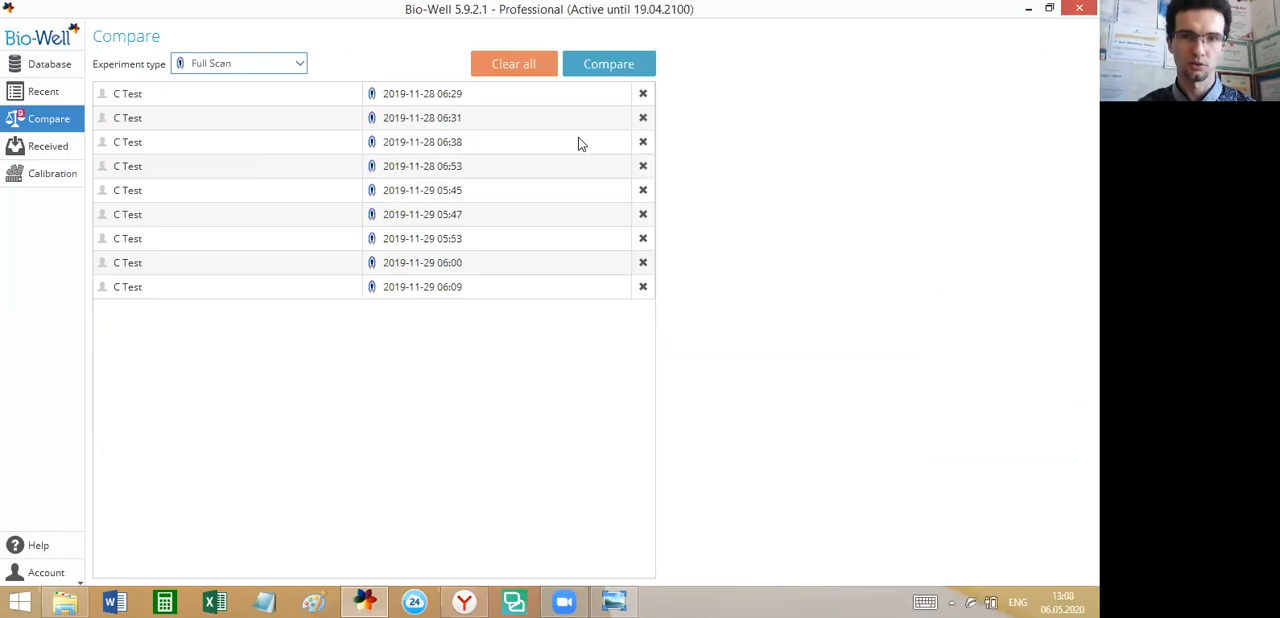 Bio-Well 5.9.2.1 - Professional (Active until 19.04.2100)
Bio-Well
Compare
Database
Experiment type
Full Scan
Clear all
Compare
Recent
9
Compare
Received
Calibration
C Test 2019-11-28 06:29
C Test 2019-11-28 06:31
C Test 2019-11-28 06:38
C Test 2019-11-28 06:53
C Test 2019-11-29 05:45
C Test 2019-11-29 05:47
C Test 2019-11-29 05:53
C Test 2019-11-29 06:00
C Test 2019-11-29 06:09
Help
Account
24
ENG
13:08
06.05.2020